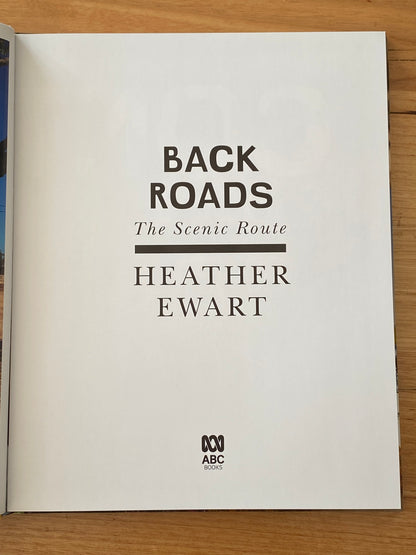 BACK
ROADS
The Scenic Route
HEATHER
EWART
ABC
BOOKS